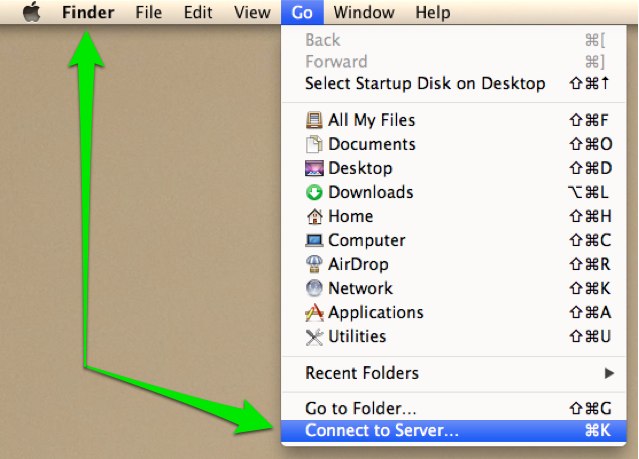 Finder File Edit View Go Window Help
Back ⌘[
Forward ⌘]
Select Startup Disk on Desktop ⇧⌘↑
All My Files ⇧⌘F
Documents ⇧⌘O
Desktop ⇧⌘D
Downloads ⌥⌘L
Home ⇧⌘H
Computer ⇧⌘C
AirDrop ⇧⌘R
Network ⇧⌘K
Applications ⇧⌘A
Utilities ⇧⌘U
Recent Folders ▶
Go to Folder... ⇧⌘G
Connect to Server... ⌘K